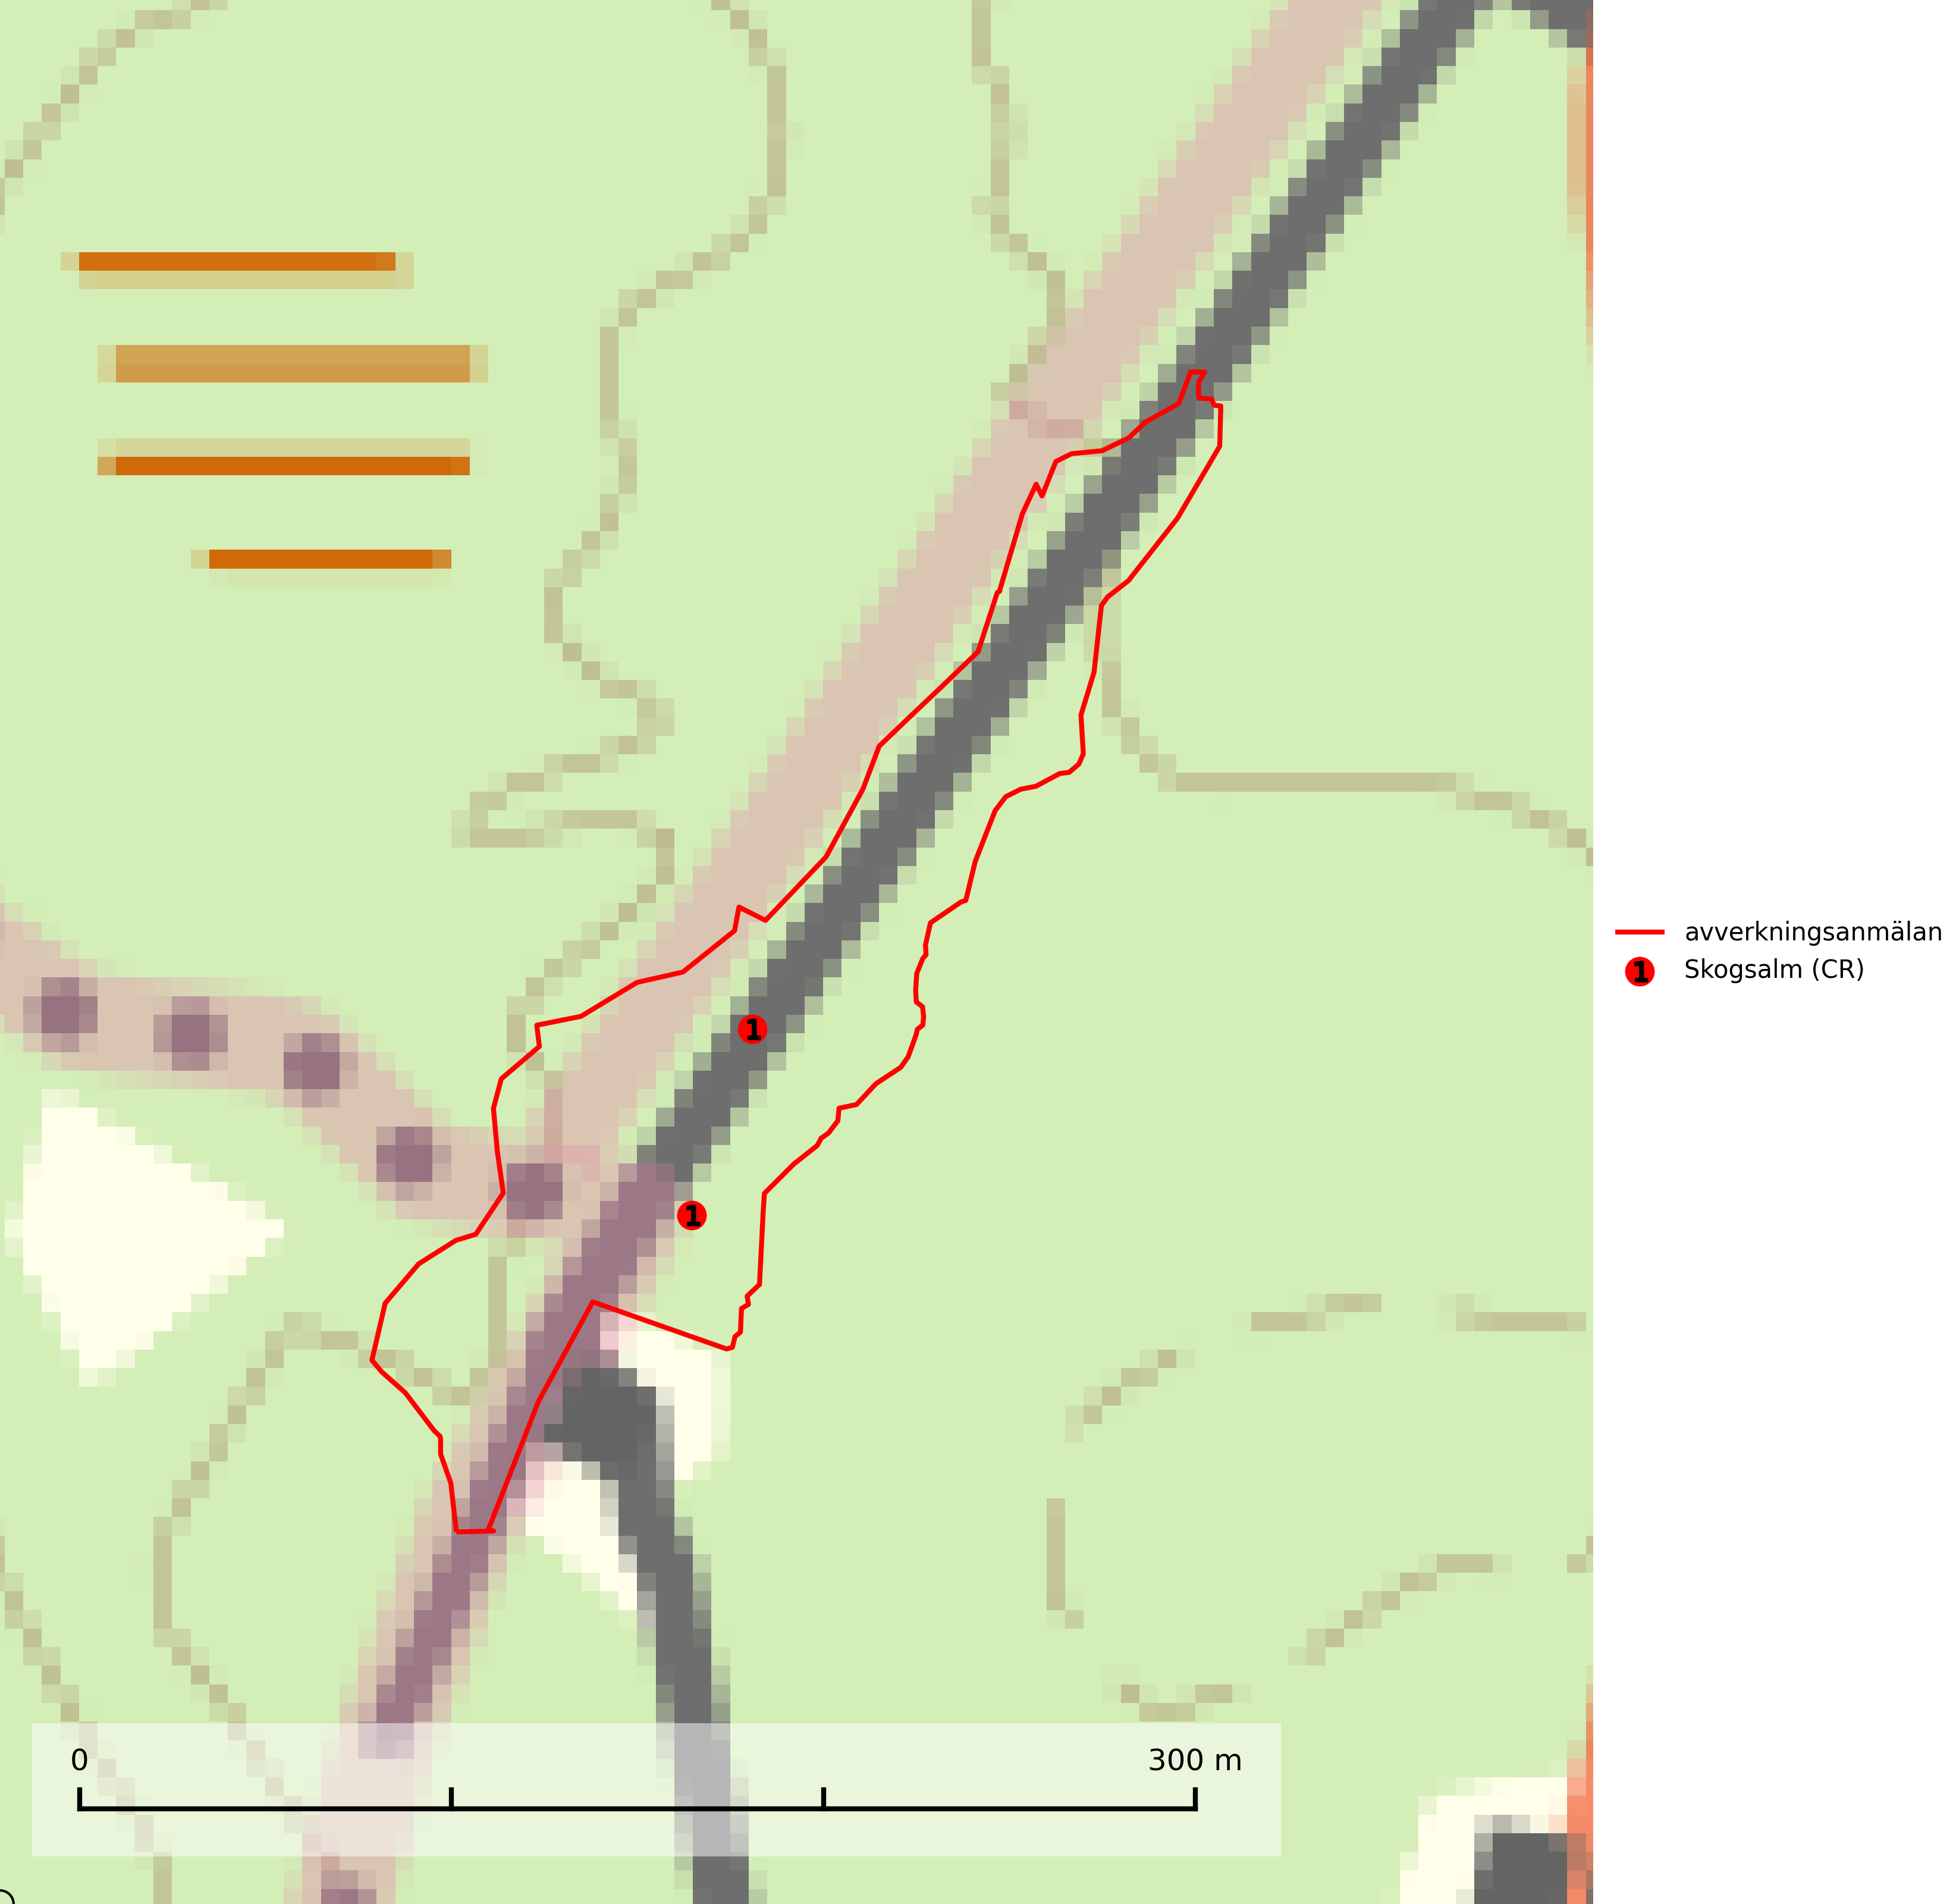 1
1
avverkningsanmälan
1 Skogsalm (CR)
0 300 m